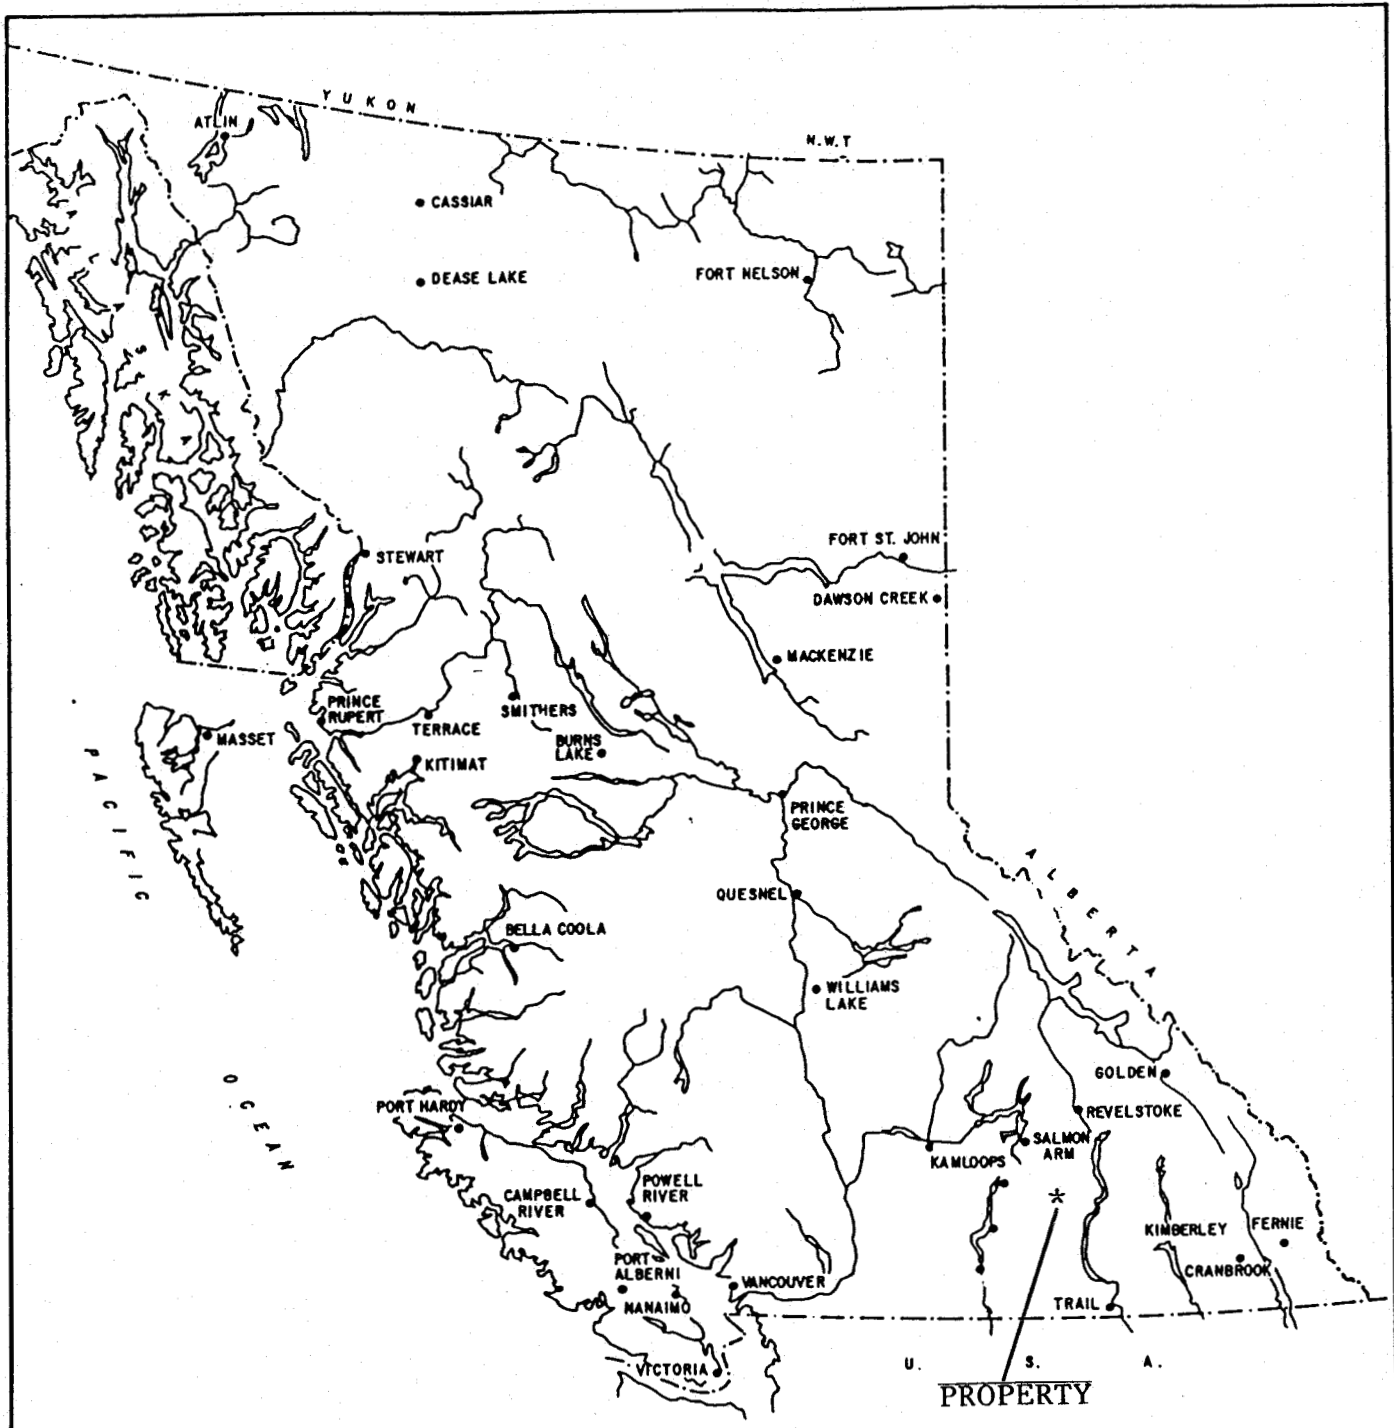 YUKON
N.W.T
ATLIN
CASSIAR
DEASE LAKE
FORT NELSON
ALASKA
STEWART
FORT ST. JOHN
DAWSON CREEK
MACKENZIE
PRINCE
RUPERT
TERRACE
SMITHERS
MASSET
BURNS
LAKE
KITIMAT
PACIFIC
PRINCE
GEORGE
ALBERTA
QUESNEL
BELLA COOLA
WILLIAMS
LAKE
OCEAN
GOLDEN
PORT HARDY
REVELSTOKE
SALMON
ARM
KAMLOOPS
POWELL
RIVER
CAMPBELL
RIVER
*
KIMBERLEY
FERNIE
PORT
ALBERNI
CRANBROOK
VANCOUVER
NANAIMO
TRAIL
VICTORIA
U. S. A.
PROPERTY